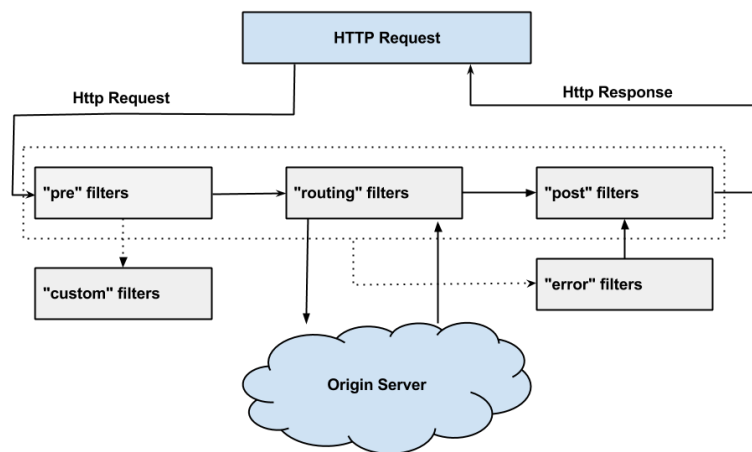 HTTP Request
Http Request
Http Response
"pre" filters
"routing" filters
"post" filters
"custom" filters
"error" filters
Origin Server